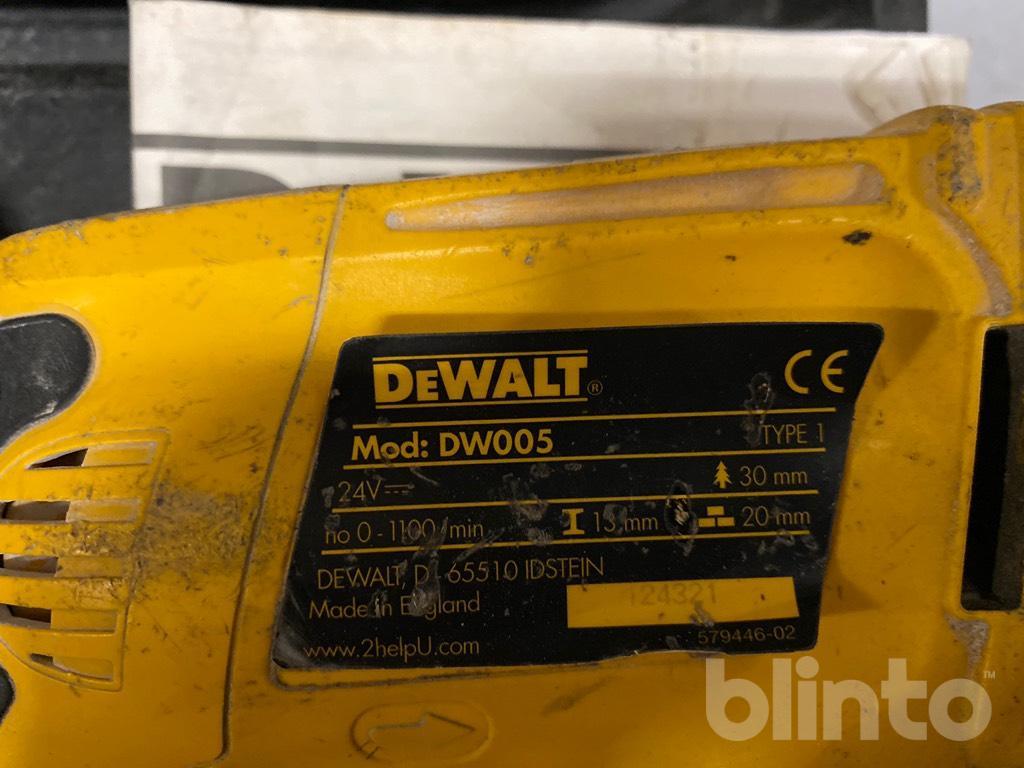 DEWALT®
CE
Mod: DW005
TYPE 1
24V
30 mm
no 0-1100/min
13 mm
20 mm
DEWALT, D-65510 IDSTEIN
Made in England
124321
www.2helpU.com
579446-02
blinto™